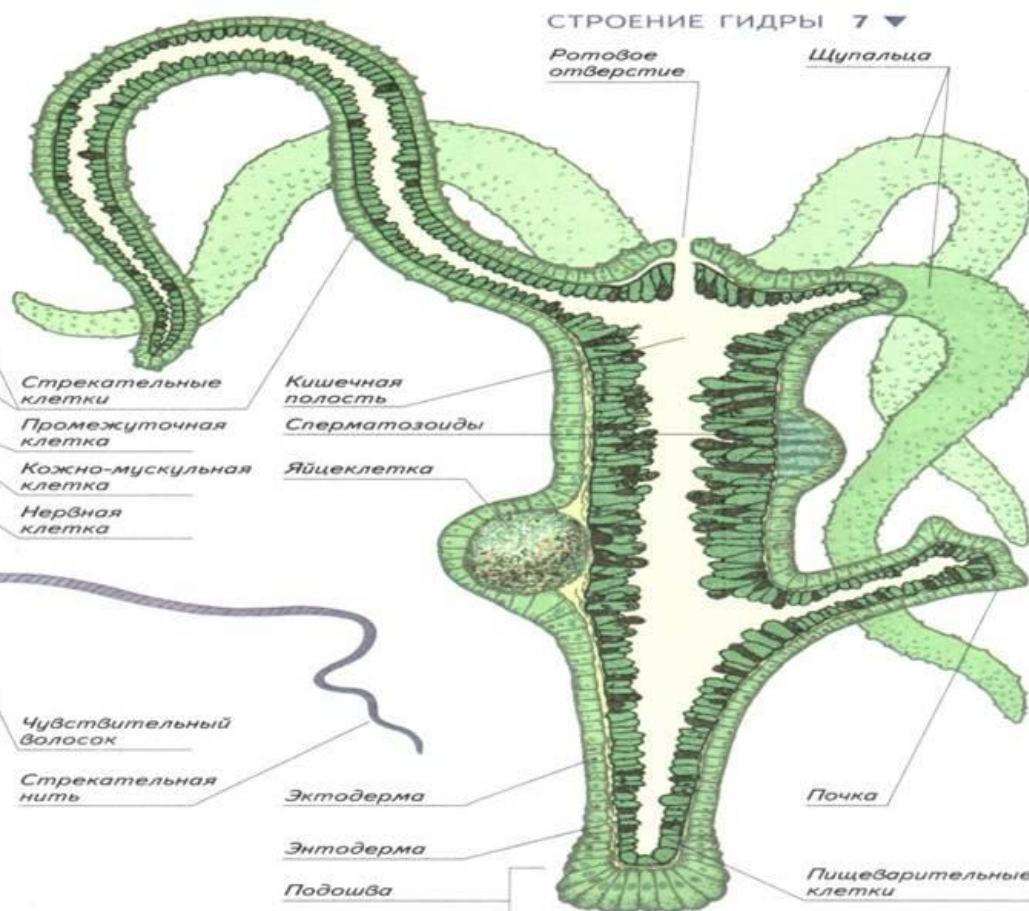 СТРОЕНИЕ ГИДРЫ 7
Ротовое
отверстие
Щупальца
Стрекательные
клетки
Промежуточная
клетка
Кожно-мускульная
клетка
Нервная
клетка
Кишечная
полость
Сперматозоиды
Яйцеклетка
Чувствительный
волосок
Стрекательная
нить
Эктодерма
Энтодерма
Подошва
Почка
Пищеварительные
клетки